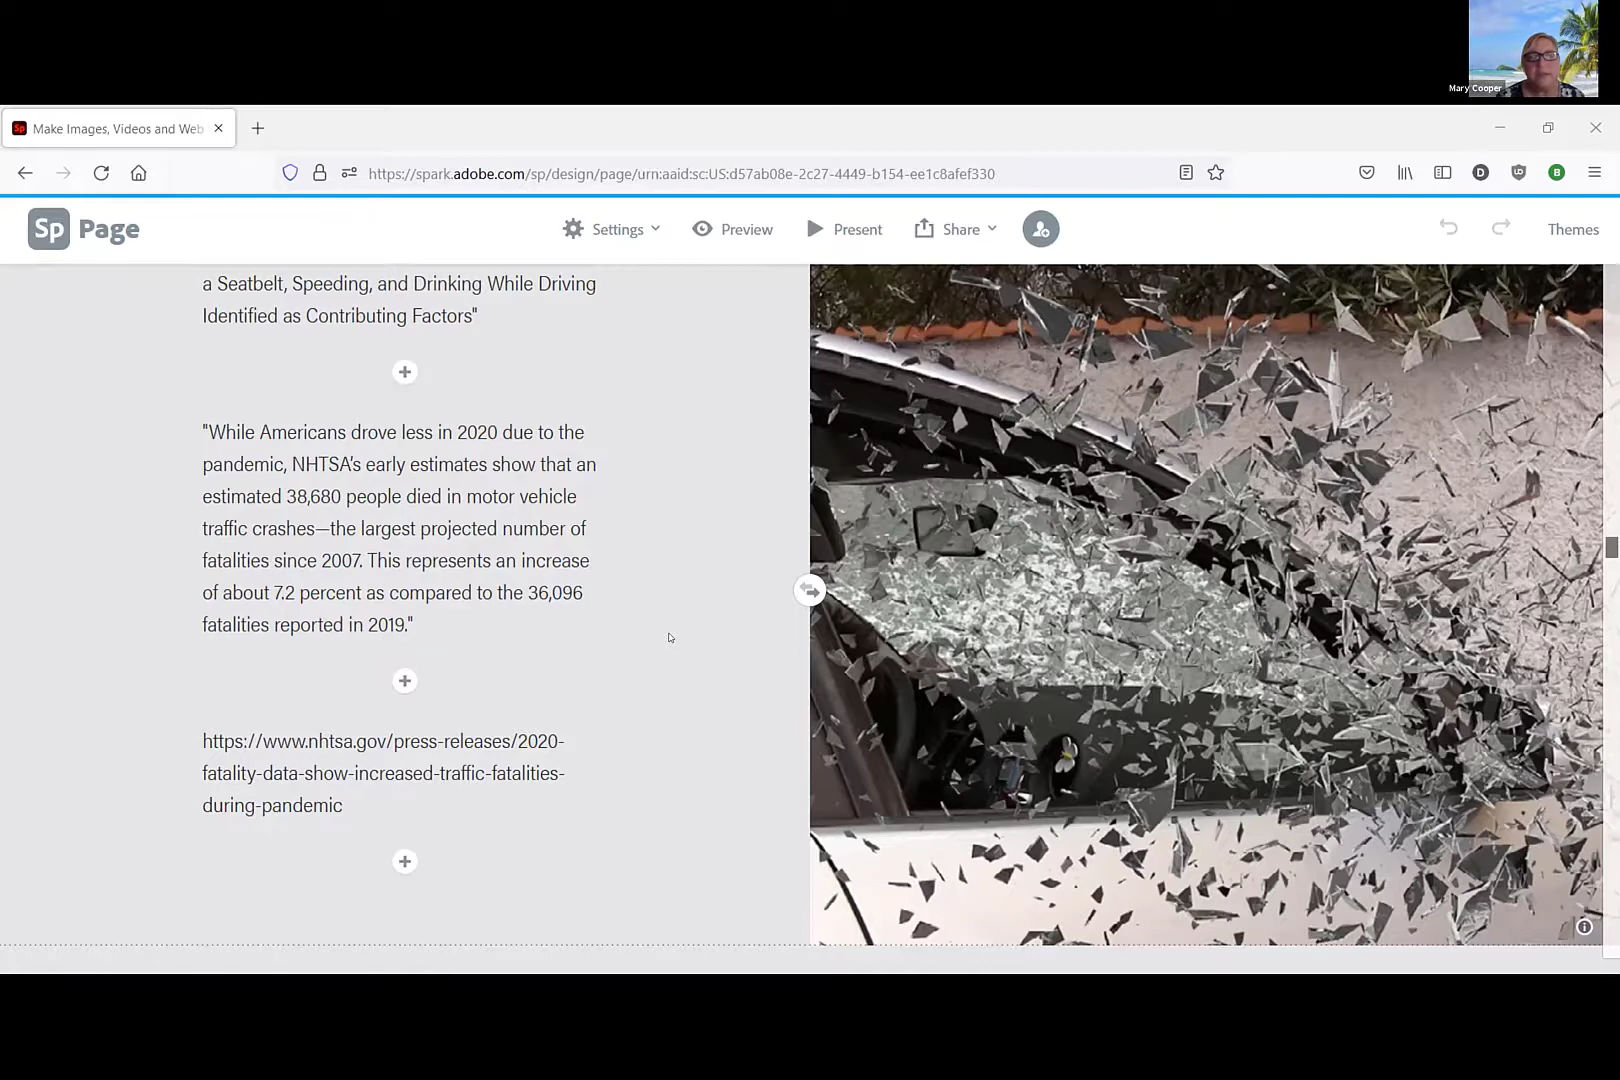 Mary Cooper
Sp Make Images, Videos and Web
https://spark.adobe.com/sp/design/page/urn:aaid:sc:US:d57ab08e-2c27-4449-b154-ee1c8afef330
D
UD
B
Sp Page
Settings
Preview
Present
Share
Themes
a Seatbelt, Speeding, and Drinking While Driving
Identified as Contributing Factors"
"While Americans drove less in 2020 due to the
pandemic, NHTSA's early estimates show that an
estimated 38,680 people died in motor vehicle
traffic crashes—the largest projected number of
fatalities since 2007. This represents an increase
of about 7.2 percent as compared to the 36,096
fatalities reported in 2019."
https://www.nhtsa.gov/press-releases/2020-
fatality-data-show-increased-traffic-fatalities-
during-pandemic